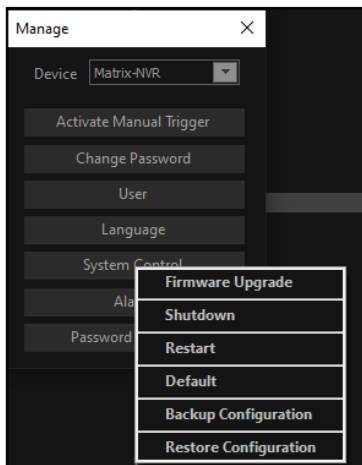 Manage
Device Matrix-NVR
Activate Manual Trigger
Change Password
User
Language
System Control
Firmware Upgrade
Shutdown
Ala
Restart
Password
Default
Backup Configuration
Restore Configuration